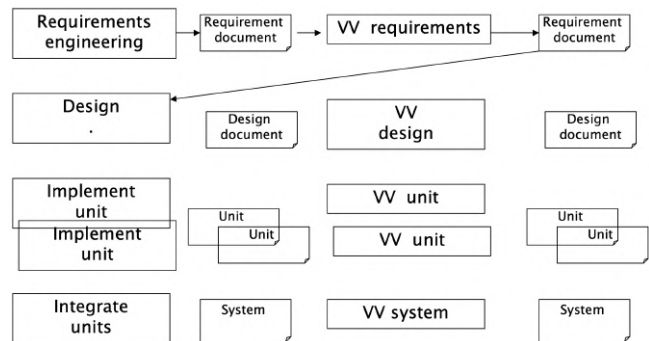 Requirements
engineering
Requirement
document
VV requirements
Requirement
document
Design
.
Design
document
VV
design
Design
document
Implement
unit
Implement
unit
Unit
Unit
VV unit
VV unit
Unit
Unit
Integrate
units
System
VV system
System